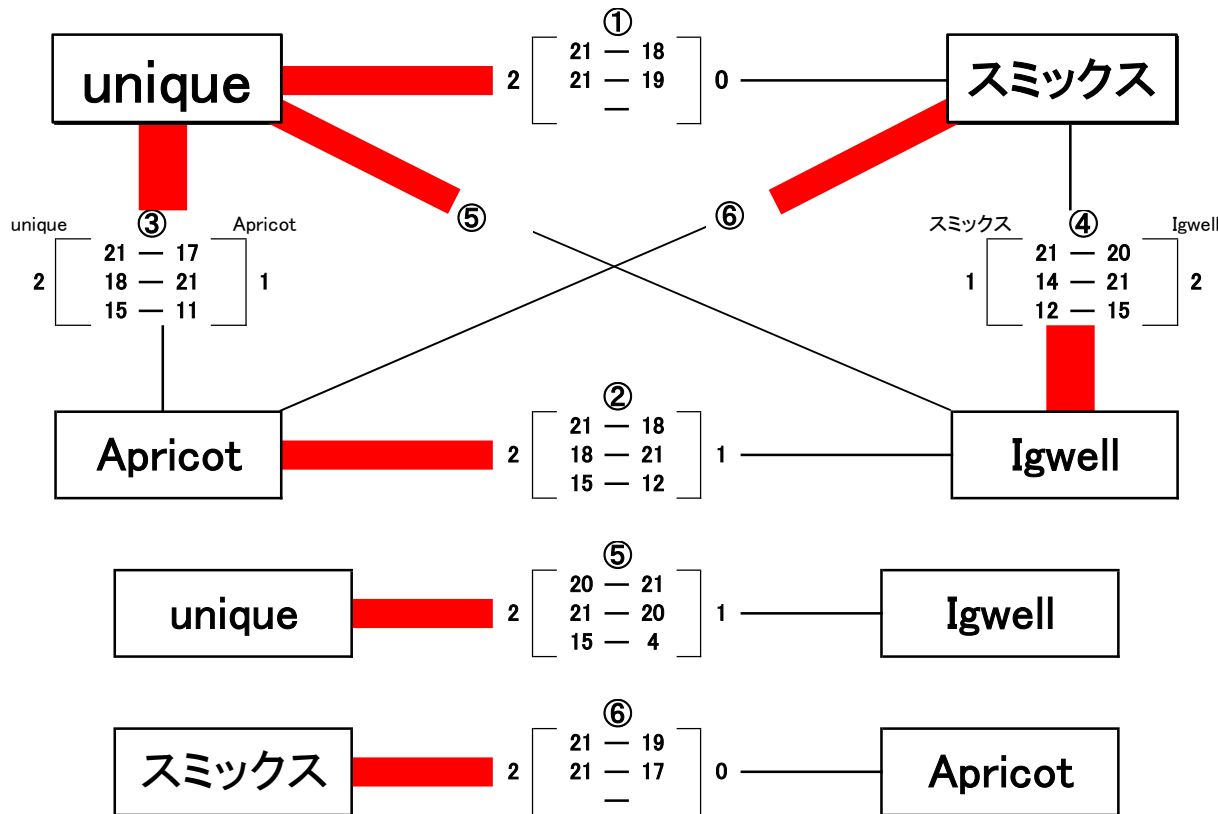 ①
unique 2 21 — 18 0 スミックス
21 — 19
—
⑤ ⑥
unique ③ Apricot スミックス ④ Igwell
21 — 17 21 — 20
2 18 — 21 1 1 14 — 21 2
15 — 11 12 — 15
②
21 — 18
Apricot 2 18 — 21 1 Igwell
15 — 12
⑤
20 — 21
unique 2 21 — 20 1 Igwell
15 — 4
⑥
21 — 19
スミックス 2 21 — 17 0 Apricot
—